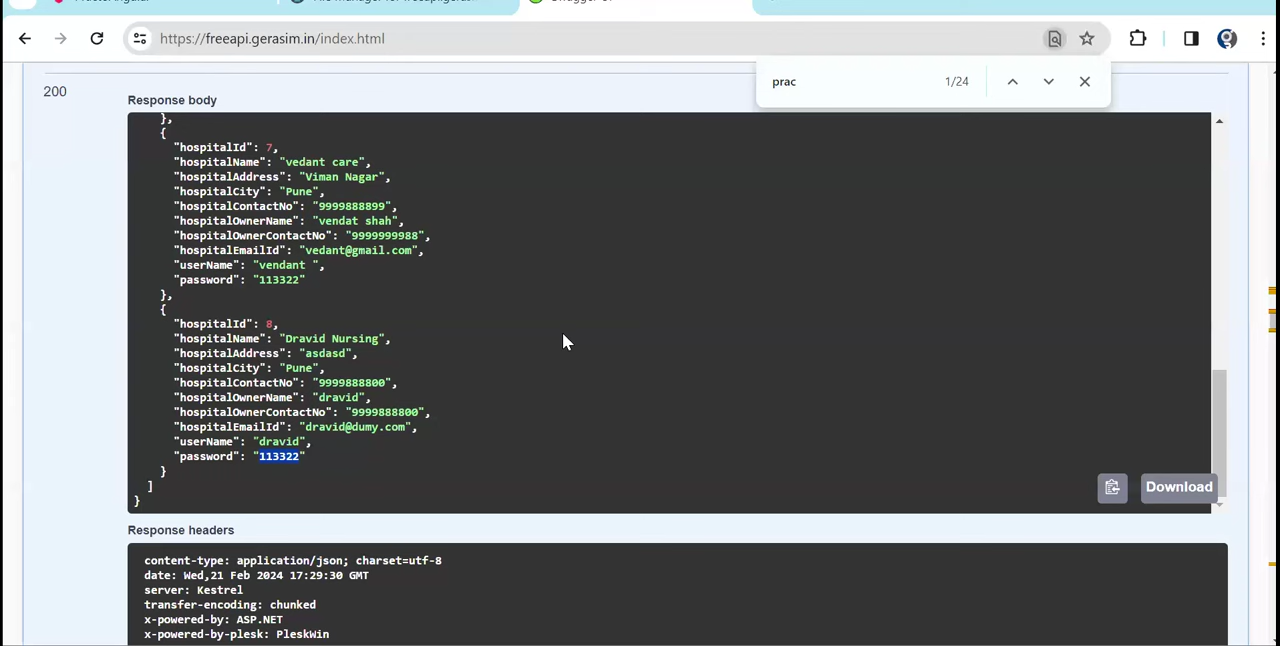 https://freeapi.gerasim.in/index.html
prac 1/24
200
Response body
},
{
"hospitalId": 7,
"hospitalName": "vedant care",
"hospitalAddress": "Viman Nagar",
"hospitalCity": "Pune",
"hospitalContactNo": "9999888899",
"hospitalOwnerName": "vendat shah",
"hospitalOwnerContactNo": "9999999988",
"hospitalEmailId": "vedant@gmail.com",
"userName": "vendant ",
"password": "113322"
},
{
"hospitalId": 8,
"hospitalName": "Dravid Nursing",
"hospitalAddress": "asdasd",
"hospitalCity": "Pune",
"hospitalContactNo": "9999888800",
"hospitalOwnerName": "dravid",
"hospitalOwnerContactNo": "9999888800",
"hospitalEmailId": "dravid@dumy.com",
"userName": "dravid",
"password": "113322"
}
]
}
Download
Response headers
content-type: application/json; charset=utf-8
date: Wed,21 Feb 2024 17:29:30 GMT
server: Kestrel
transfer-encoding: chunked
x-powered-by: ASP.NET
x-powered-by-plesk: PleskWin